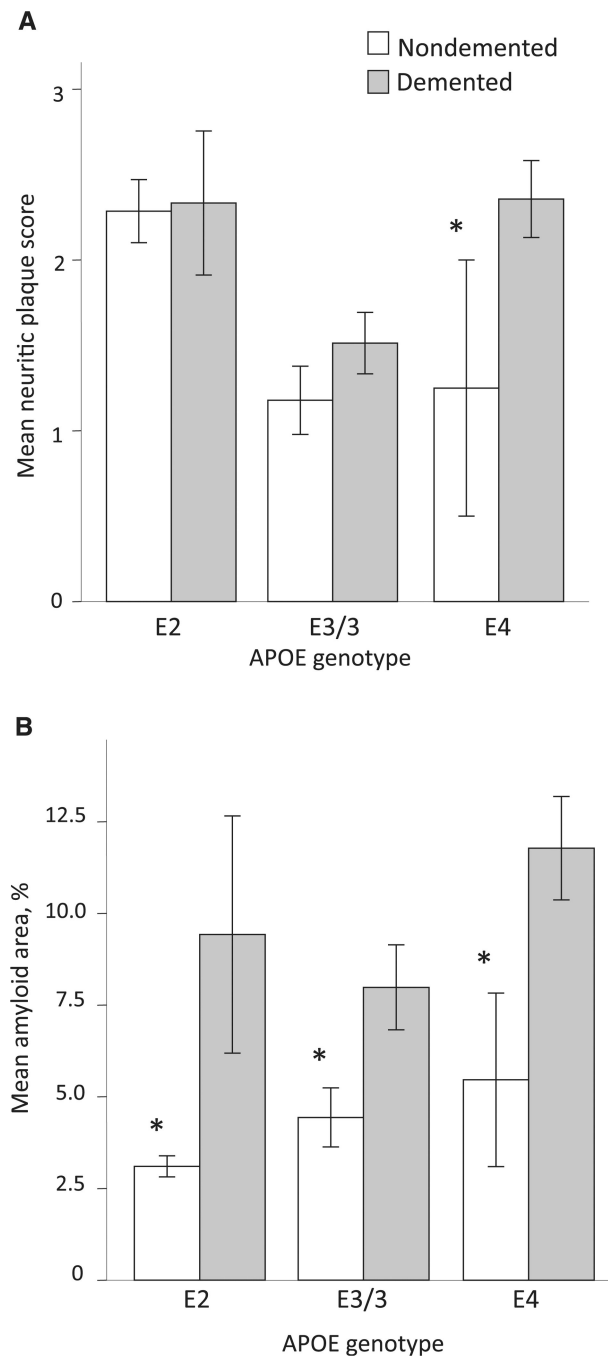 A
Nondemented
Demented
Mean neuritic plaque score
3
2
1
0
*
E2 E3/3 E4
APOE genotype
B
Mean amyloid area, %
12.5
10.0
7.5
5.0
2.5
0
* * *
E2 E3/3 E4
APOE genotype